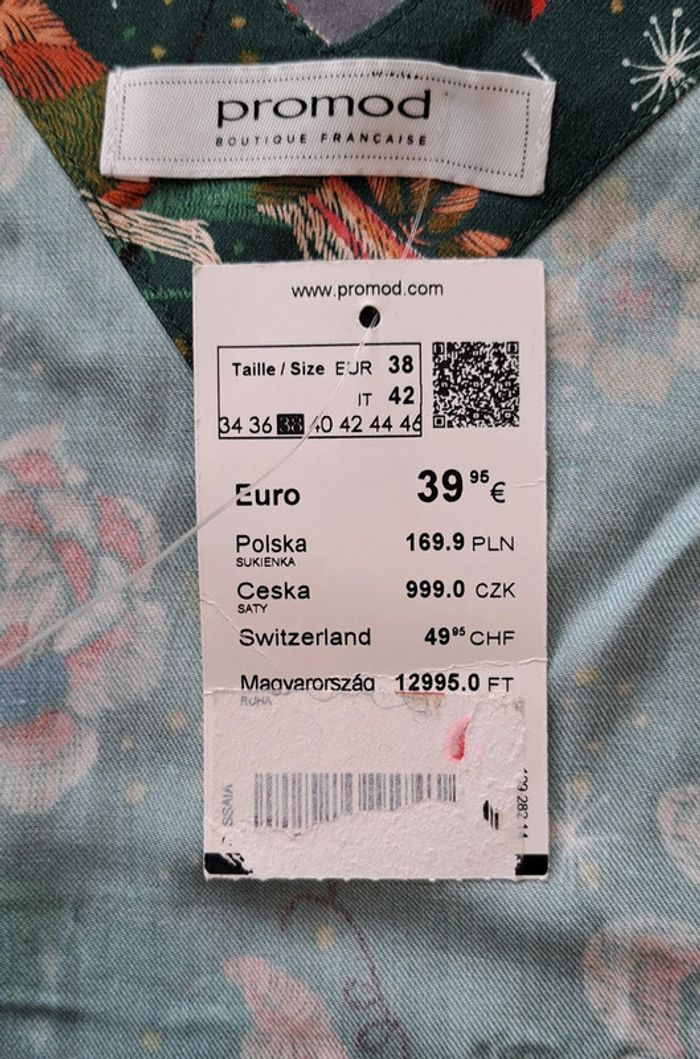 promod
BOUTIQUE FRANÇAISE
www.promod.com
Taille / Size EUR 38
IT 42
34 36 38 40 42 44 46
Euro 39 95 €
Polska 169.9 PLN
SUKIENKA
Ceska 999.0 CZK
SATY
Switzerland 49 95 CHF
Magyarország 12995.0 FT
RUHA